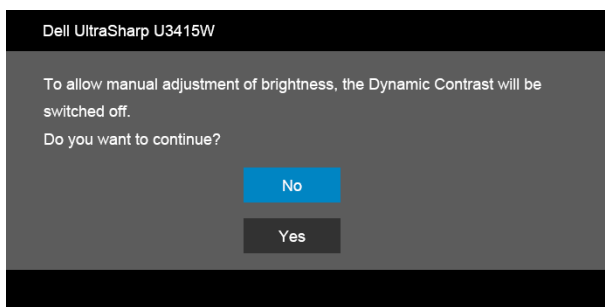 Dell UltraSharp U3415W
To allow manual adjustment of brightness, the Dynamic Contrast will be
switched off.
Do you want to continue?
No
Yes